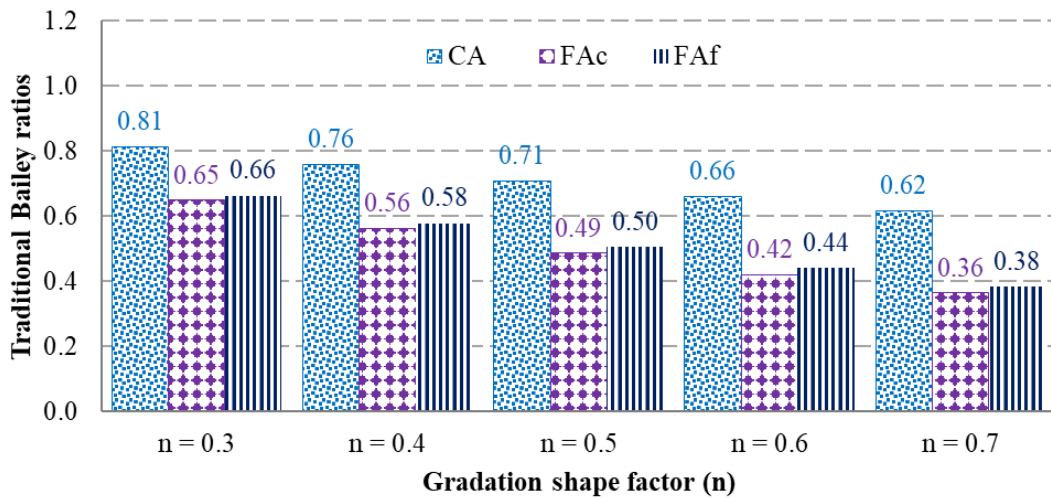 Traditional Bailey ratios
1.2
1.0
0.8
0.6
0.4
0.2
0.0
CA FAc FAf
0.81 0.65 0.66
0.76 0.56 0.58
0.71 0.49 0.50
0.66 0.42 0.44
0.62 0.36 0.38
n = 0.3 n = 0.4 n = 0.5 n = 0.6 n = 0.7
Gradation shape factor (n)